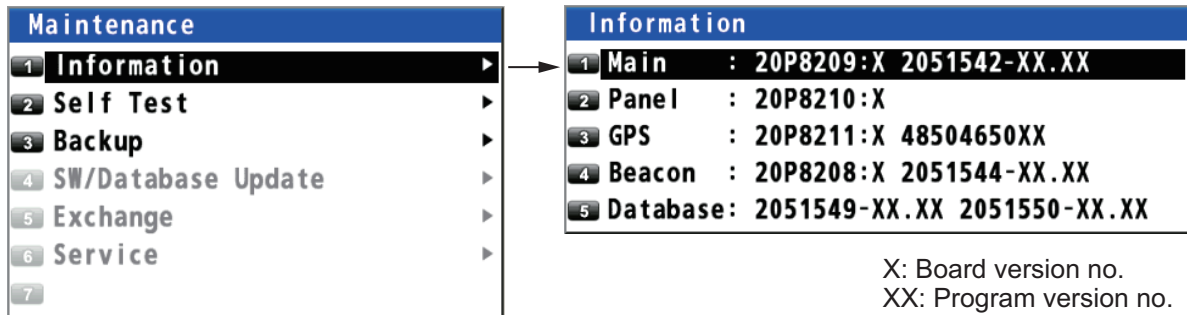 Maintenance
1 Information
2 Self Test
3 Backup
4 SW/Database Update
5 Exchange
6 Service
7
Information
1 Main : 20P8209:X 2051542-XX.XX
2 Panel : 20P8210:X
3 GPS : 20P8211:X 48504650XX
4 Beacon : 20P8208:X 2051544-XX.XX
5 Database: 2051549-XX.XX 2051550-XX.XX
X: Board version no.
XX: Program version no.